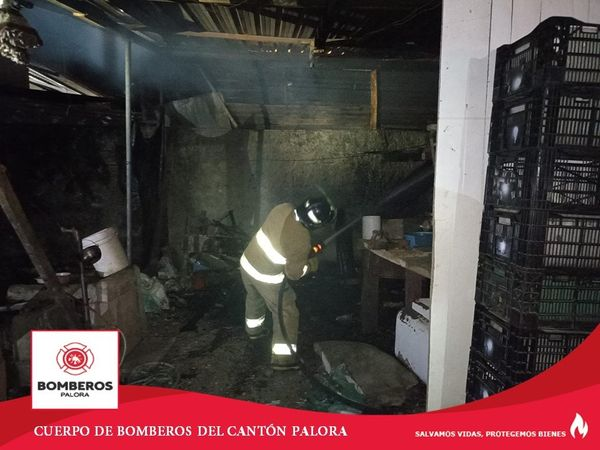 BOMBEROS
PALORA
CUERPO DE BOMBEROS DEL CANTÓN PALORA
SALVAMOS VIDAS, PROTEGEMOS BIENES